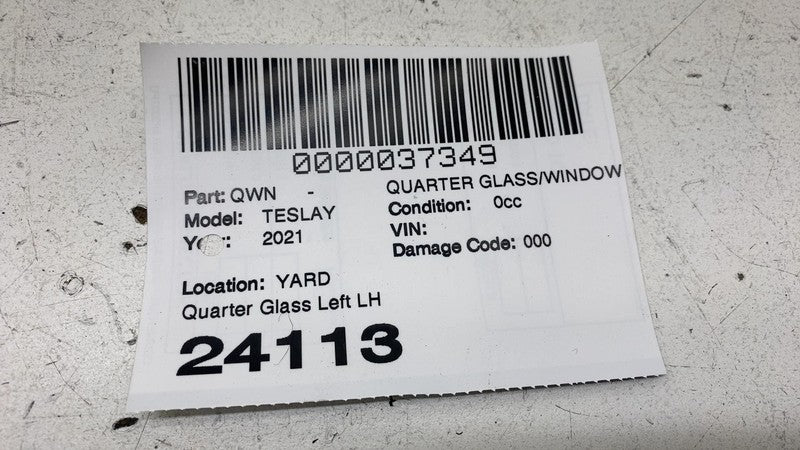 0000037349
Part: QWN - QUARTER GLASS/WINDOW
Model: TESLAY Condition: 0cc
Year: 2021 VIN:
Damage Code: 000
Location: YARD
Quarter Glass Left LH
24113